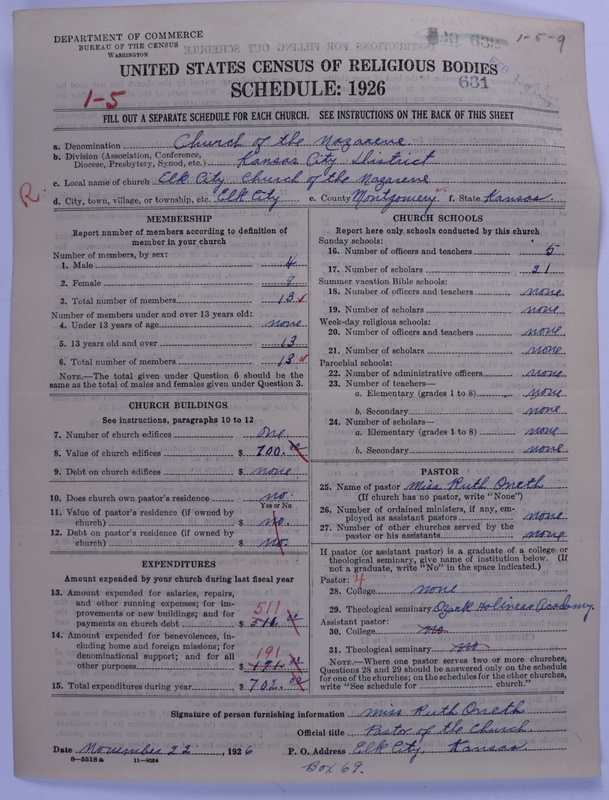 DEPARTMENT OF COMMERCE
BUREAU OF THE CENSUS
WASHINGTON
1-5-9
UNITED STATES CENSUS OF RELIGIOUS BODIES
631
SCHEDULE: 1926
1-5
FILL OUT A SEPARATE SCHEDULE FOR EACH CHURCH. SEE INSTRUCTIONS ON THE BACK OF THIS SHEET
a. Denomination Church of the Nazarene
b. Division (Association, Conference, Diocese, Presbytery, Synod, etc.) Kansas City District
c. Local name of church Elk City Church of the Nazarene
R
d. City, town, village, or township, etc. Elk City e. County Montgomery f. State Kansas.
MEMBERSHIP
Report number of members according to definition of
member in your church
Number of members, by sex:
1. Male 4
2. Female 9
3. Total number of members 13
Number of members under and over 13 years old:
4. Under 13 years of age none
5. 13 years old and over 13
6. Total number of members 13
NOTE.—The total given under Question 6 should be the
same as the total of males and females given under Question 3.
CHURCH BUILDINGS
See instructions, paragraphs 10 to 12
7. Number of church edifices one
8. Value of church edifices $ 700.00
9. Debt on church edifices $ none
10. Does church own pastor's residence no.
Yes or No
11. Value of pastor's residence (if owned by
church) $ no.
12. Debt on pastor's residence (if owned by
church) $ no.
EXPENDITURES
Amount expended by your church during last fiscal year
13. Amount expended for salaries, repairs,
and other running expenses; for im-
provements or new buildings; and for 511
payments on church debt $
14. Amount expended for benevolences, in-
cluding home and foreign missions; for
denominational support; and for all 191
other purposes $
15. Total expenditures during year $ 702.00
CHURCH SCHOOLS
Report here only schools conducted by this church
Sunday schools:
16. Number of officers and teachers 5
17. Number of scholars 21
Summer vacation Bible schools:
18. Number of officers and teachers none
19. Number of scholars none
Week-day religious schools:
20. Number of officers and teachers none
21. Number of scholars none
Parochial schools:
22. Number of administrative officers none
23. Number of teachers—
a. Elementary (grades 1 to 8) none
b. Secondary none
24. Number of scholars—
a. Elementary (grades 1 to 8) none
b. Secondary none
PASTOR
25. Name of pastor Miss Ruth Oneth
(If church has no pastor, write "None")
26. Number of ordained ministers, if any, em-
ployed as assistant pastors none
27. Number of other churches served by the
pastor or his assistants none
If pastor (or assistant pastor) is a graduate of a college or
theological seminary, give name of institution below. (If
not a graduate, write "No" in the space indicated.)
Pastor: 4
28. College none
29. Theological seminary Ozark Holiness Academy.
Assistant pastor:
30. College no
31. Theological seminary no
NOTE.—Where one pastor serves two or more churches,
Questions 28 and 29 should be answered only on the schedule
for one of the churches; on the schedules for the other churches,
write "See schedule for church."
Signature of person furnishing information Miss Ruth Oneth
Official title Pastor of the Church
Date November 22, 1926 P. O. Address Elk City, Kansas
8—5518 a 11—9054
Box 69.